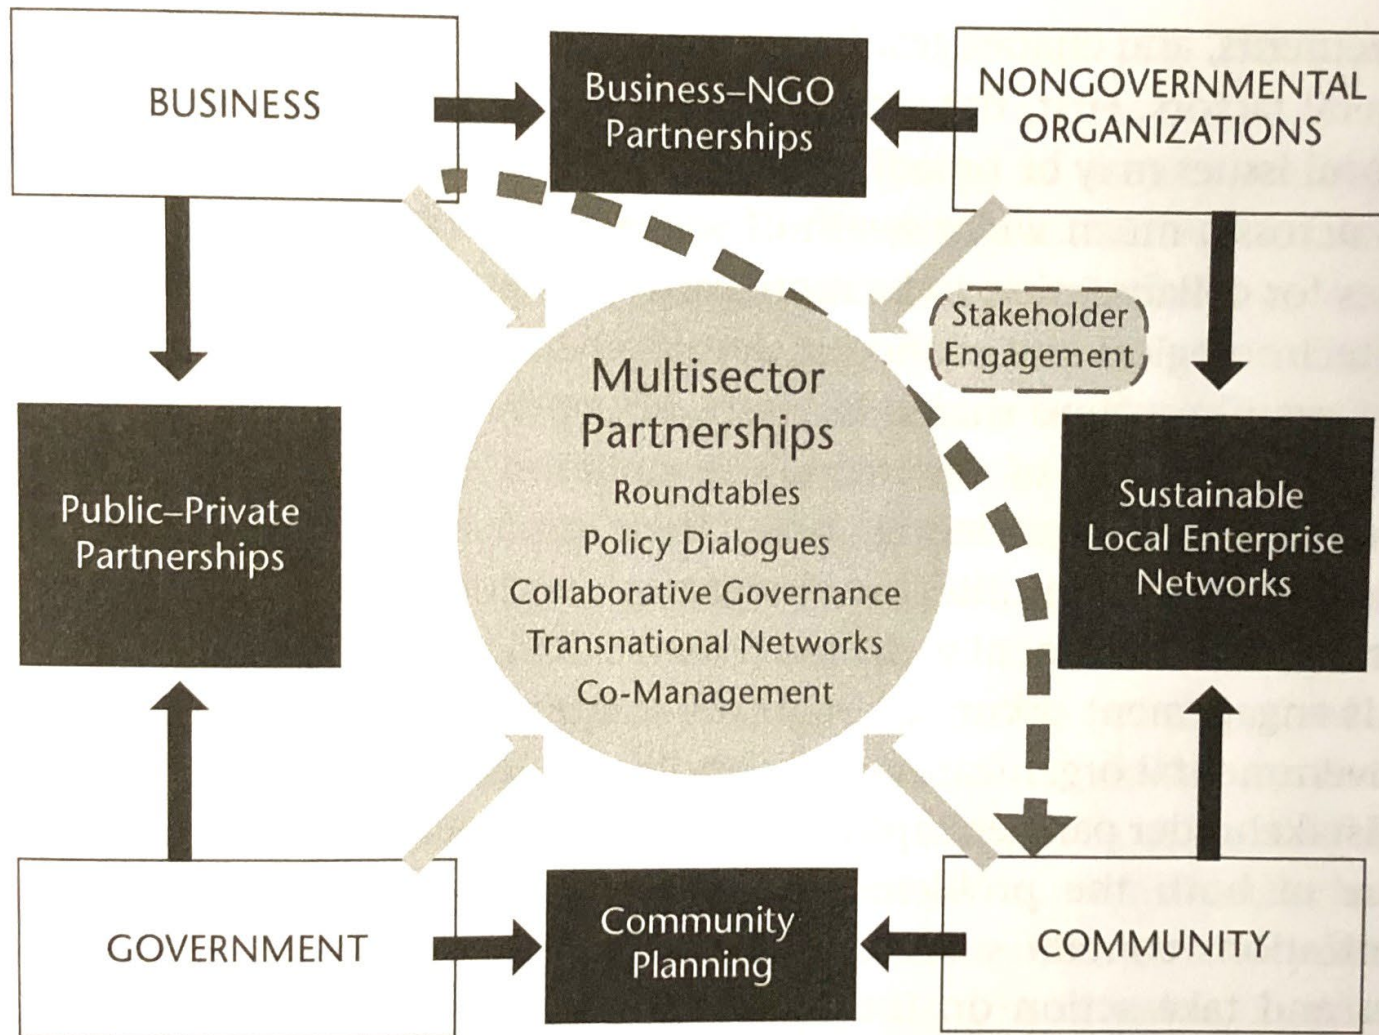 BUSINESS
Business–NGO
Partnerships
NONGOVERNMENTAL
ORGANIZATIONS
Stakeholder
Engagement
Multisector
Partnerships
Roundtables
Policy Dialogues
Collaborative Governance
Transnational Networks
Co-Management
Public–Private
Partnerships
Sustainable
Local Enterprise
Networks
GOVERNMENT
Community
Planning
COMMUNITY